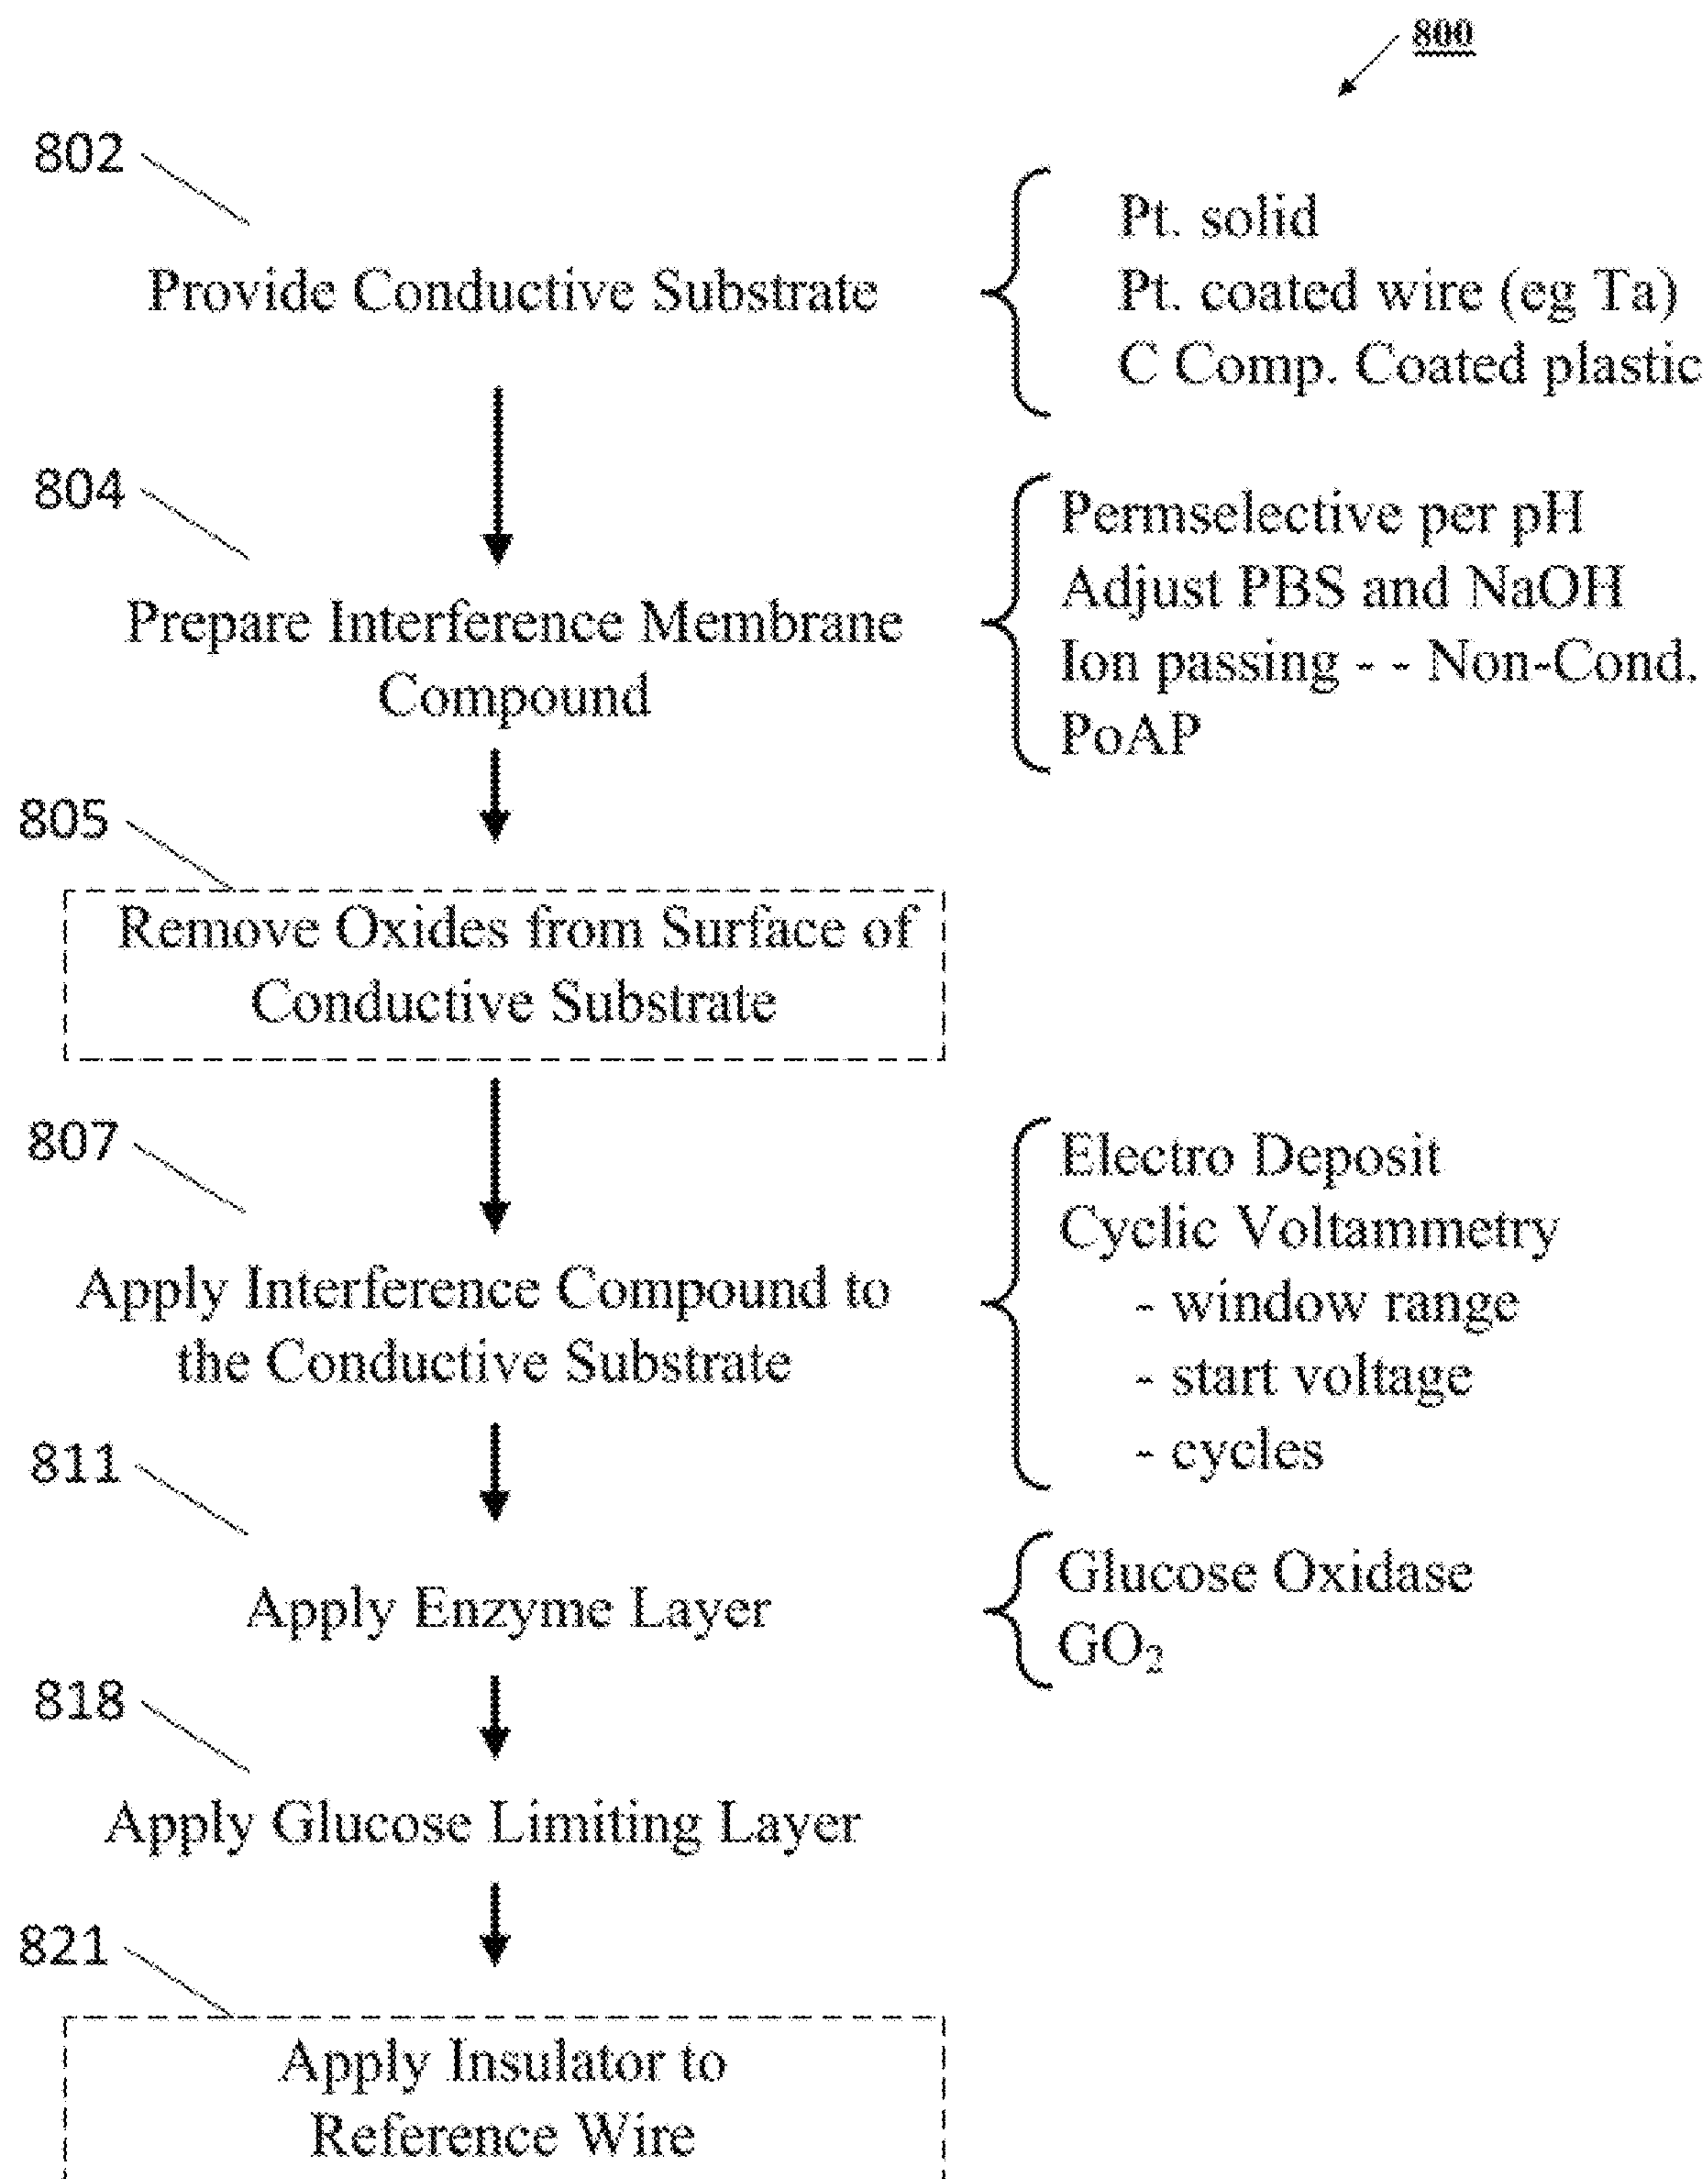 800
802
Provide Conductive Substrate
Pt. solid
Pt. coated wire (eg Ta)
C Comp. Coated plastic
804
Prepare Interference Membrane
Compound
Permselective per pH
Adjust PBS and NaOH
Ion passing - - Non-Cond.
PoAP
805
Remove Oxides from Surface of
Conductive Substrate
807
Apply Interference Compound to
the Conductive Substrate
Electro Deposit
Cyclic Voltammetry
- window range
- start voltage
- cycles
811
Apply Enzyme Layer
Glucose Oxidase
GO₂
818
Apply Glucose Limiting Layer
821
Apply Insulator to
Reference Wire